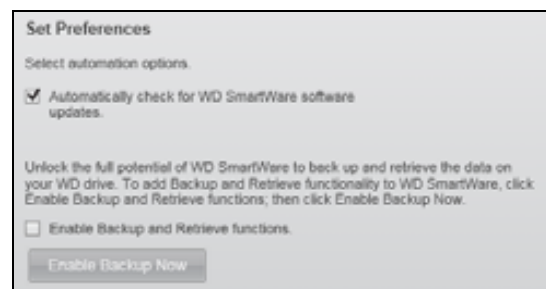 Set Preferences
Select automation options.
Automatically check for WD SmartWare software
updates.
Unlock the full potential of WD SmartWare to back up and retrieve the data on
your WD drive. To add Backup and Retrieve functionality to WD SmartWare, click
Enable Backup and Retrieve functions; then click Enable Backup Now.
Enable Backup and Retrieve functions.
Enable Backup Now